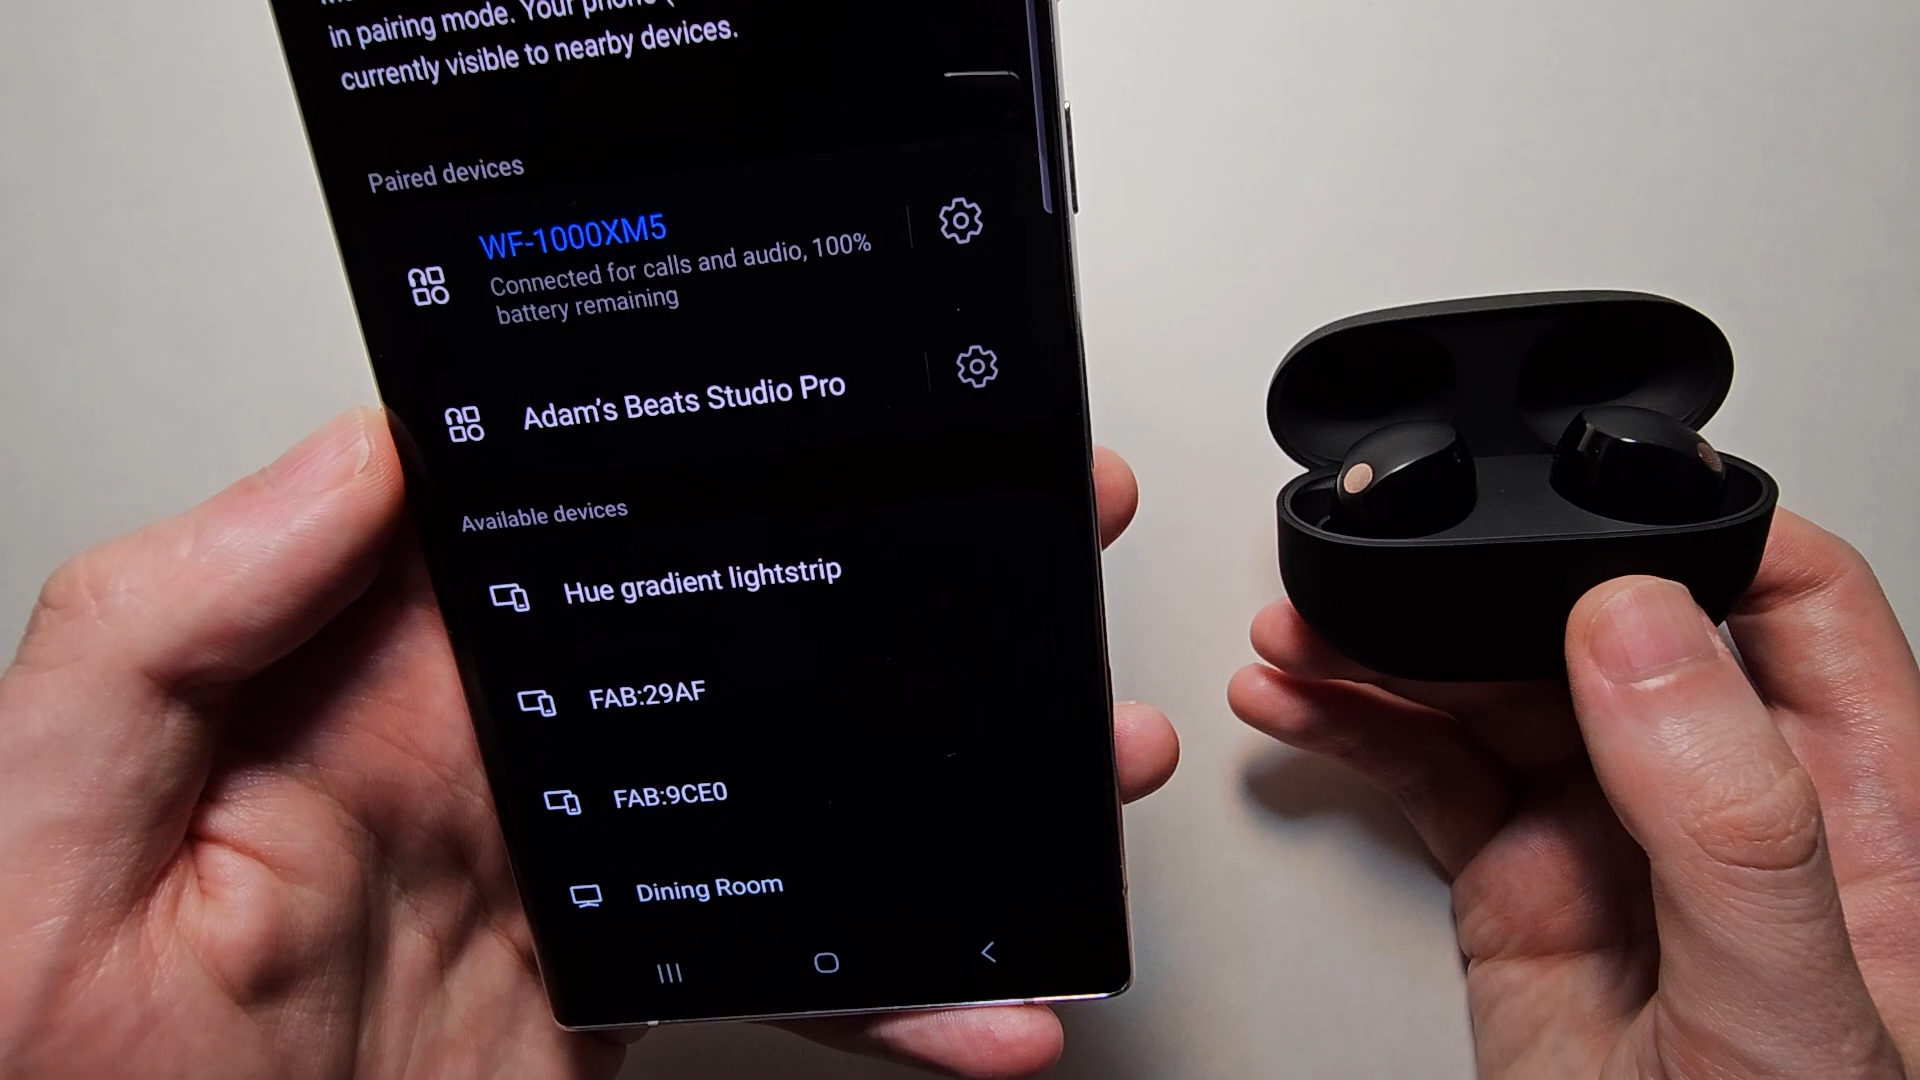 in pairing mode. Your phone (
currently visible to nearby devices.
Paired devices
WF-1000XM5
Connected for calls and audio, 100%
battery remaining
Adam's Beats Studio Pro
Available devices
Hue gradient lightstrip
FAB:29AF
FAB:9CE0
Dining Room